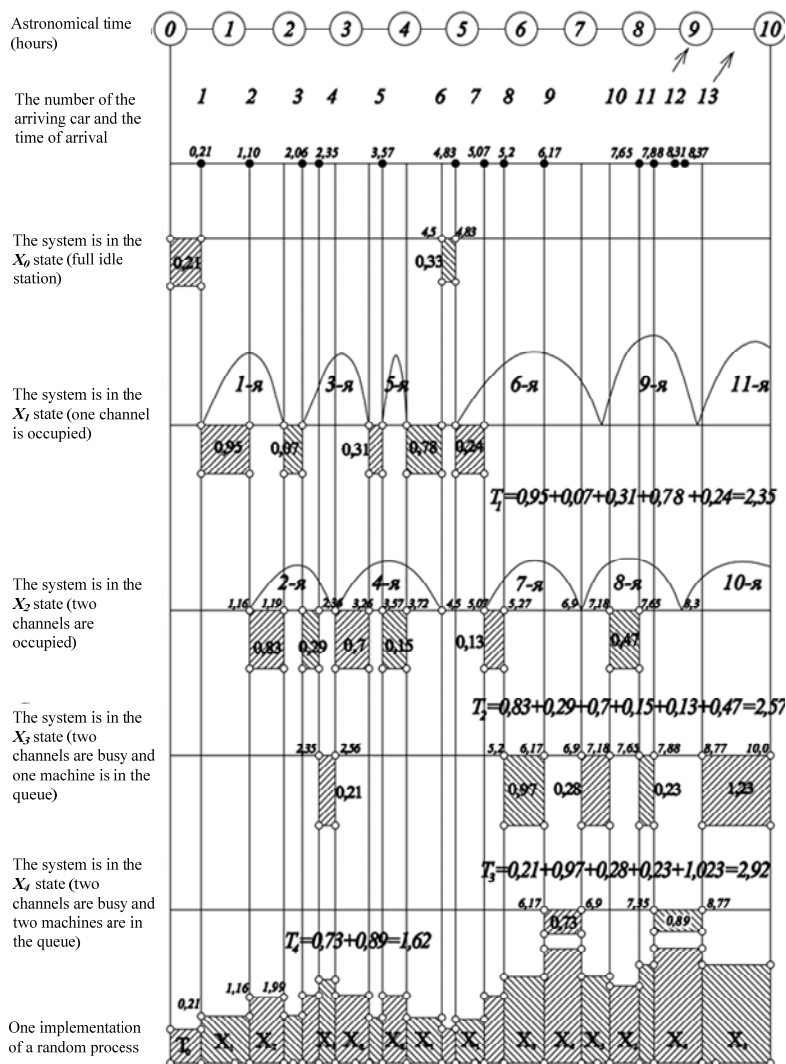 Astronomical time
(hours)
0 1 2 3 4 5 6 7 8 9 10
The number of the
arriving car and the
time of arrival
1 2 3 4 5 6 7 8 9 10 11 12 13
0,21 1,10 2,06 2,35 3,57 4,83 5,07 5,2 6,17 7,65 7,88 8,31 8,37
The system is in the
X0 state (full idle
station)
4,5 4,83
0,21 0,33
The system is in the
X1 state (one channel
is occupied)
1-я 3-я 5-я 6-я 9-я 11-я
0,95 0,07 0,31 0,78 0,24
T1=0,95+0,07+0,31+0,78 +0,24=2,35
The system is in the
X2 state (two
channels are
occupied)
2-я 4-я 7-я 8-я 10-я
1,16 1,19 2,36 3,26 3,57 3,72 4,5 5,07 5,27 6,9 7,18 7,65 8,3
0,83 0,29 0,7 0,15 0,13 0,47
T2=0,83+0,29+0,7+0,15+0,13+0,47=2,57
The system is in the
X3 state (two
channels are busy and
one machine is in the
queue)
2,35 2,56 5,2 6,17 6,9 7,18 7,65 7,88 8,77 10,0
0,21 0,97 0,28 0,23 1,23
T3=0,21+0,97+0,28+0,23+1,023=2,92
The system is in the
X4 state (two
channels are busy and
two machines are in
the queue)
6,17 6,9 7,35 8,77
0,73 0,89
T4=0,73+0,89=1,62
0,21 1,16 1,99
One implementation
of a random process